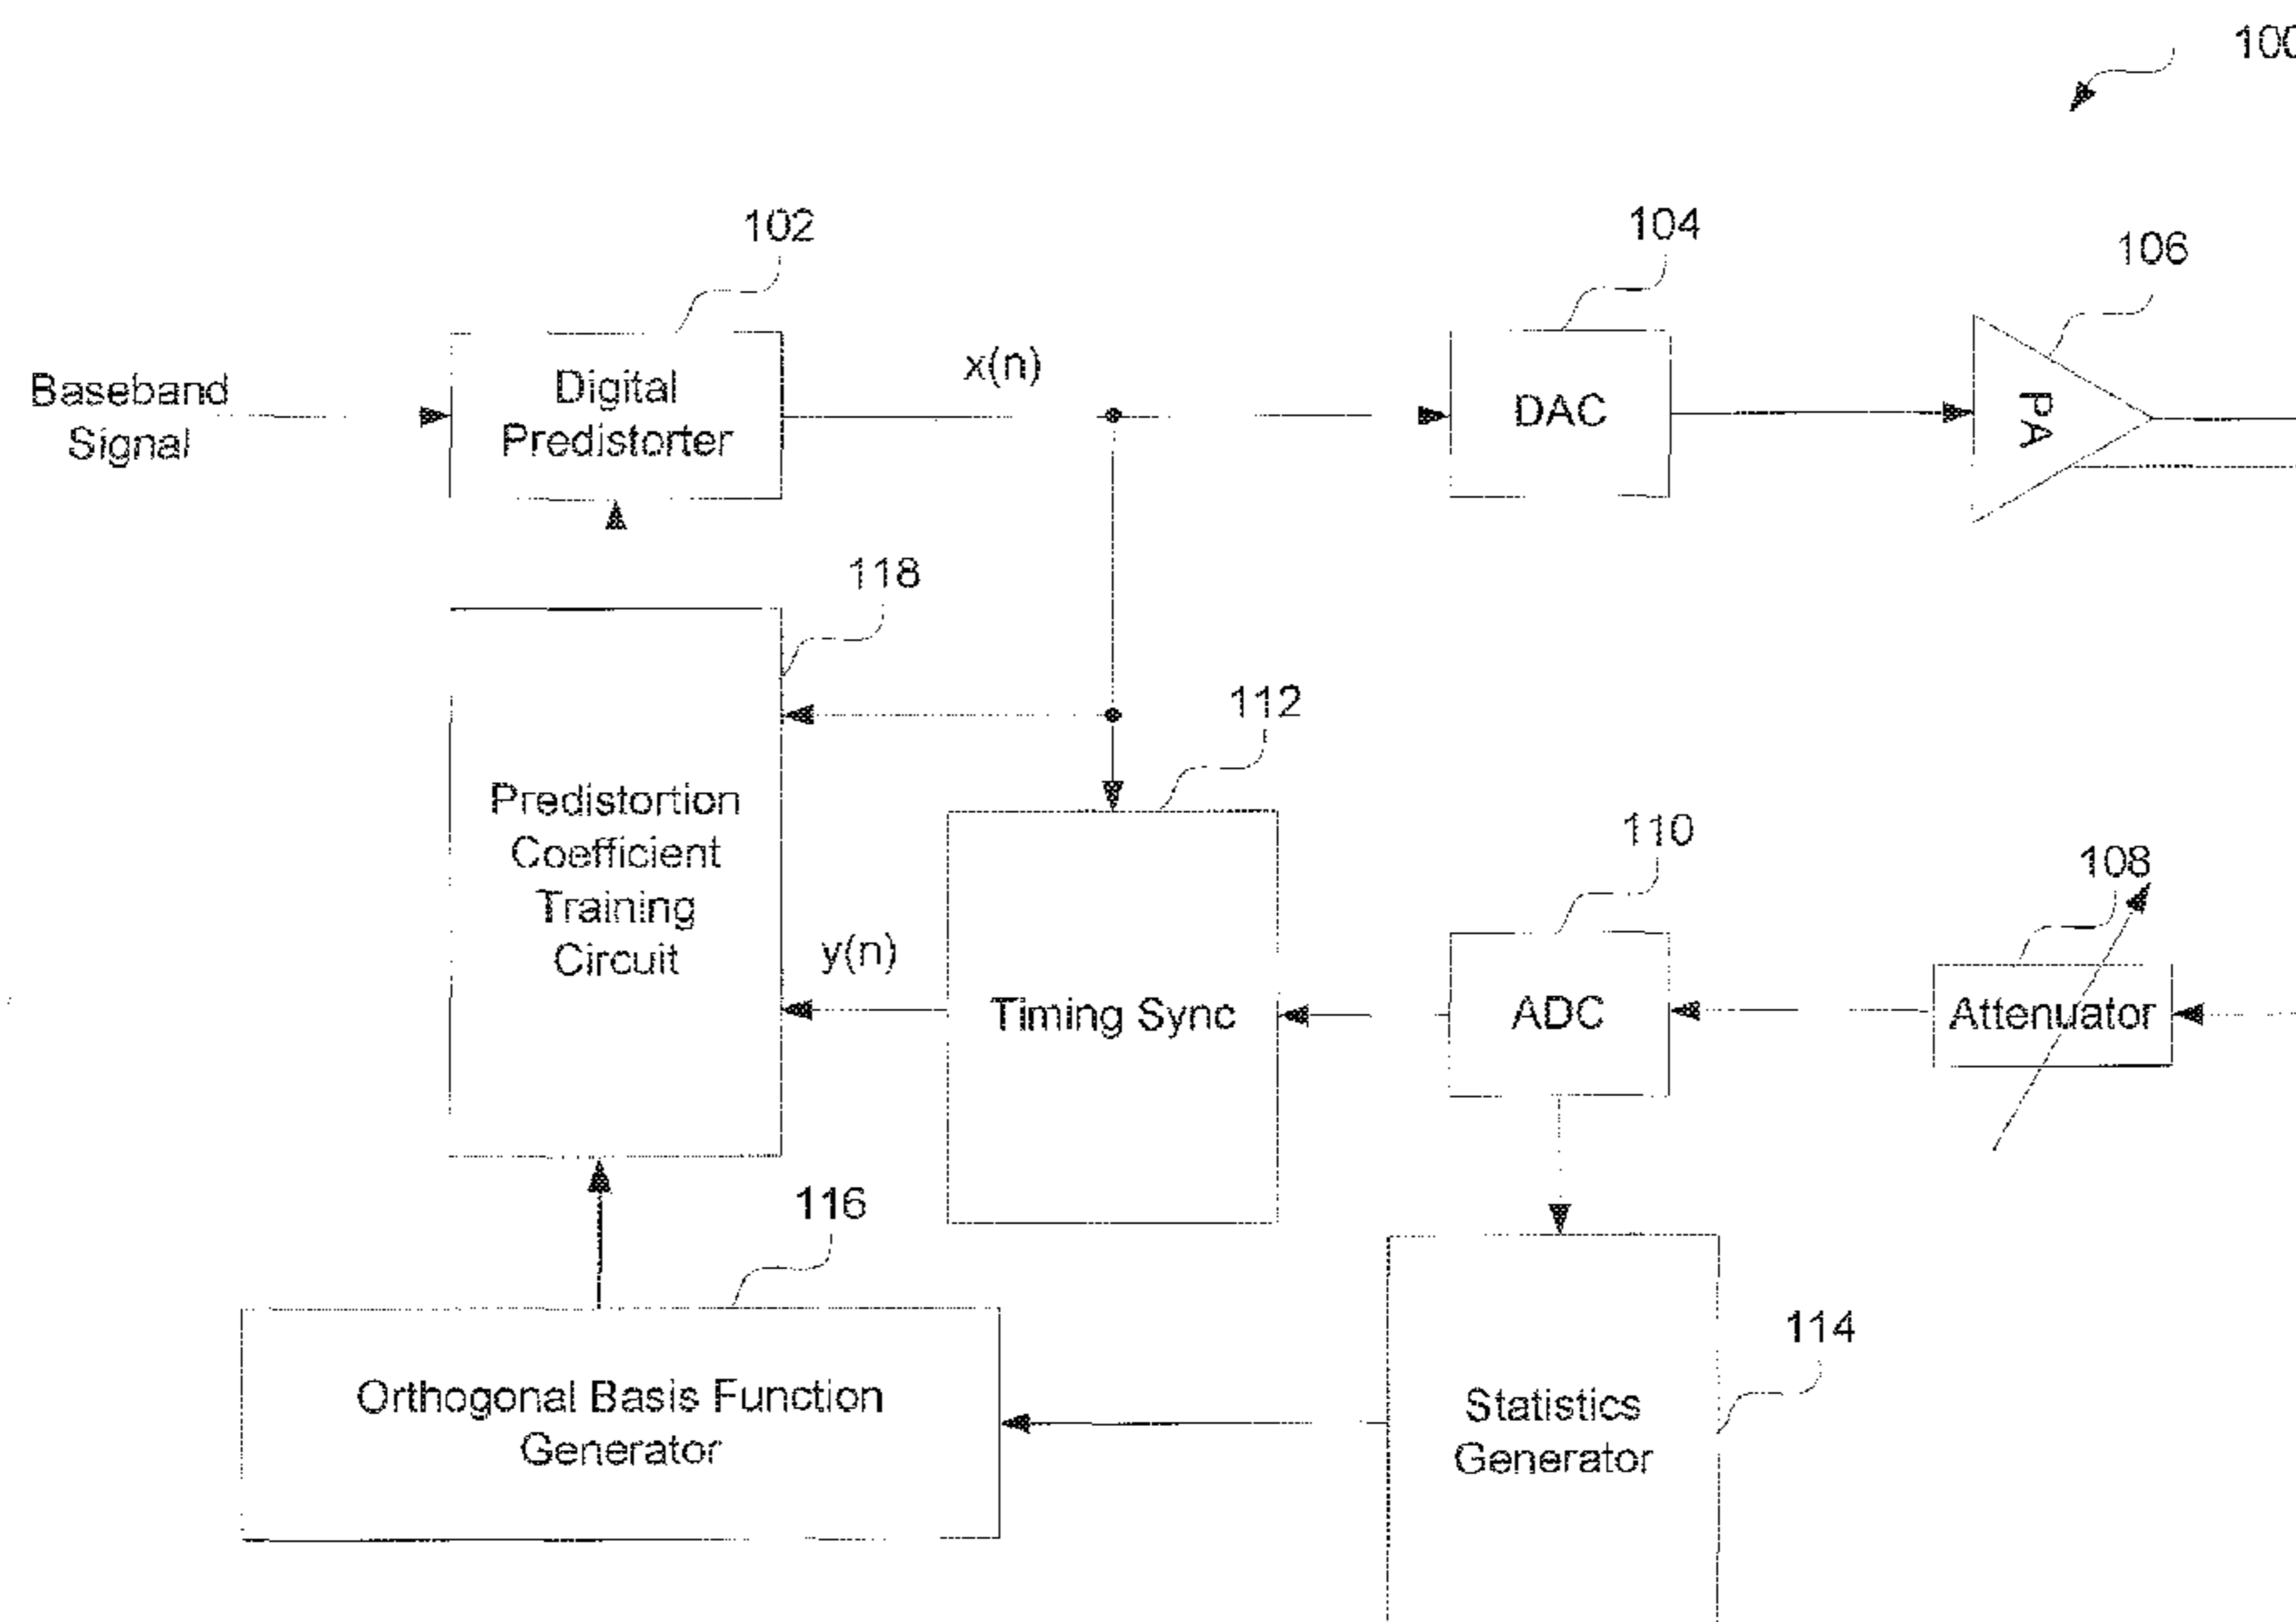 100
102
104
106
Baseband
Signal
Digital
Predistorter
x(n)
DAC
PA
118
112
Predistortion
Coefficient
Training
Circuit
110
108
y(n)
Timing Sync
ADC
Attenuator
116
114
Orthogonal Basis Function
Generator
Statistics
Generator